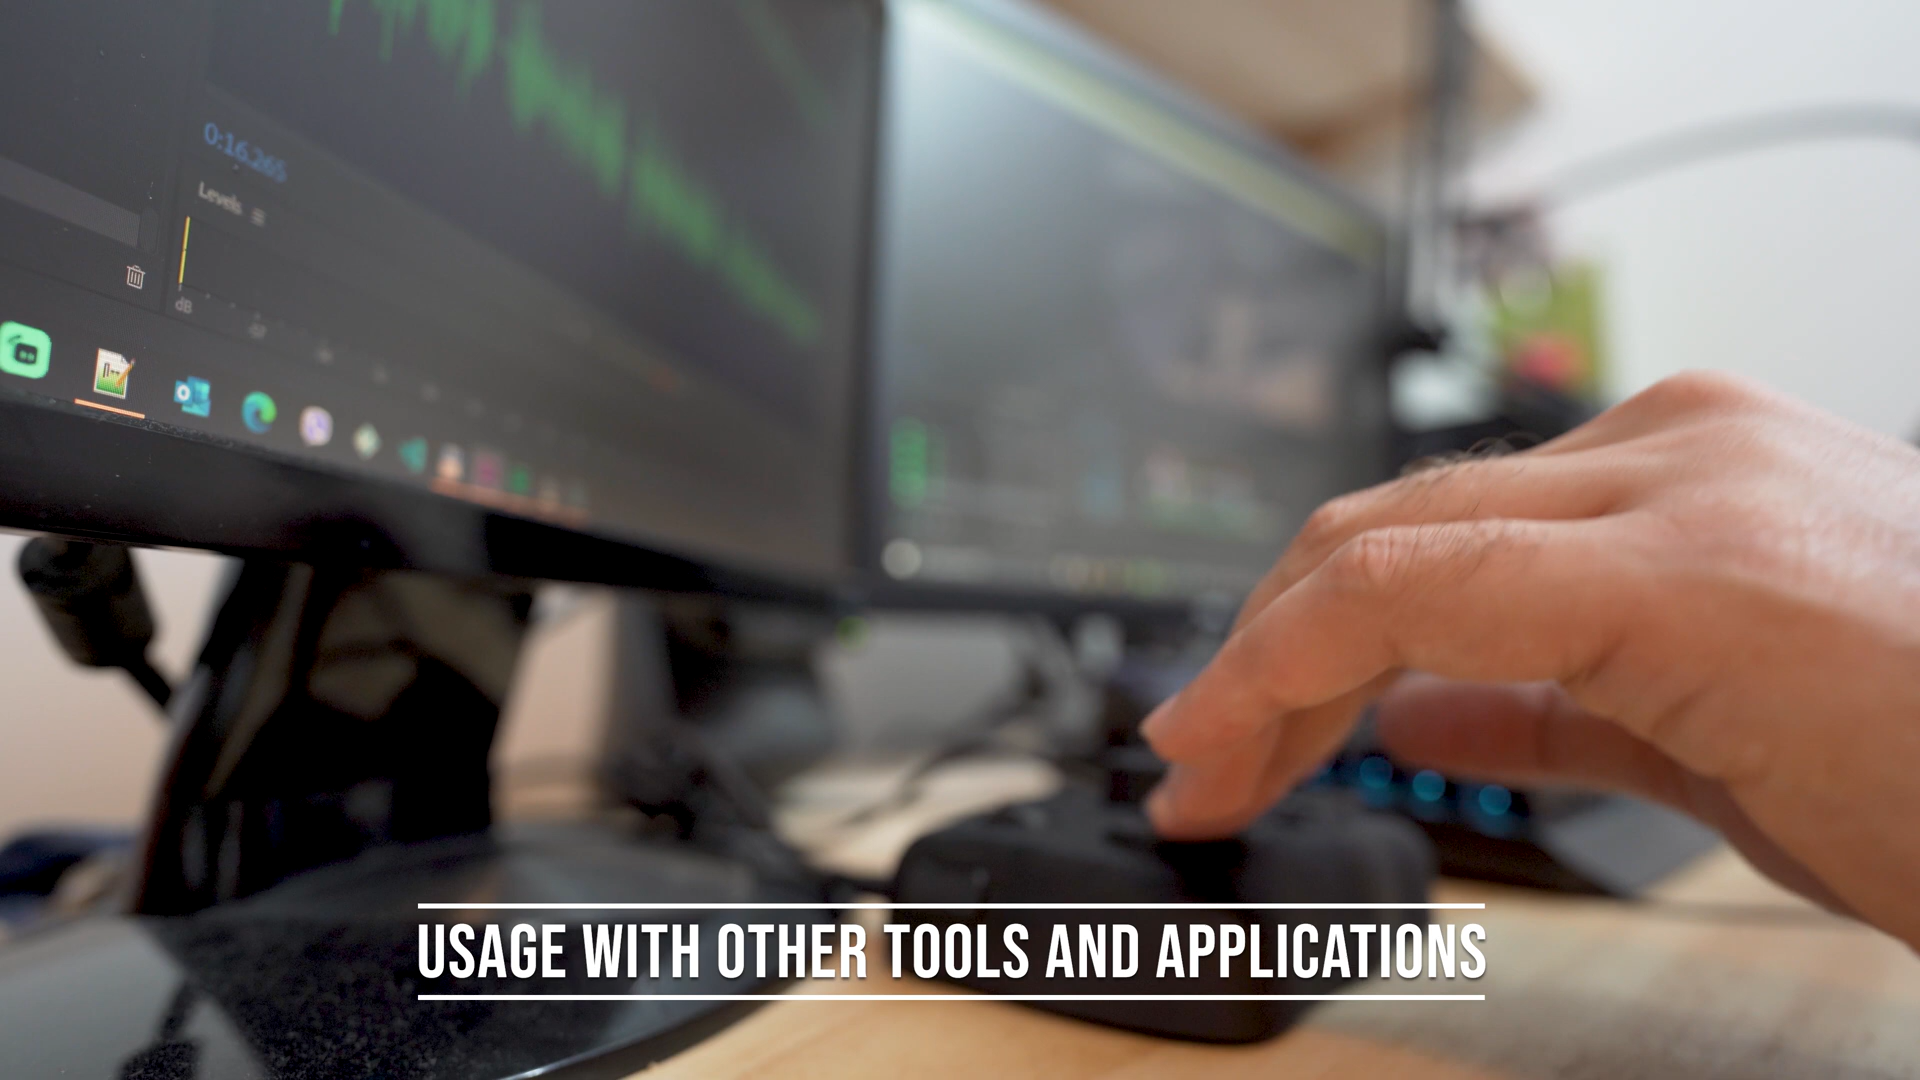 0:16.265
Levels
dB
USAGE WITH OTHER TOOLS AND APPLICATIONS